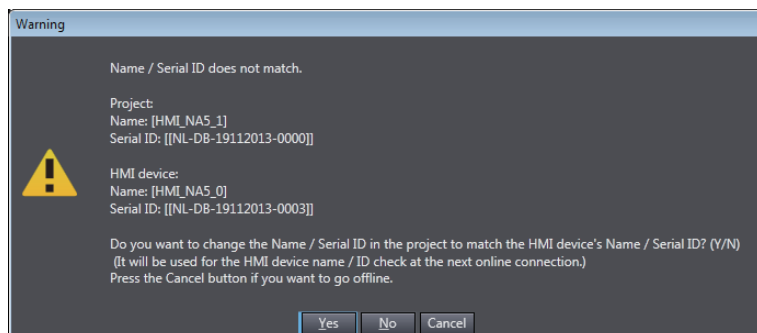 Warning
Name / Serial ID does not match.
Project:
Name: [HMI_NA5_1]
Serial ID: [[NL-DB-19112013-0000]]
HMI device:
Name: [HMI_NA5_0]
Serial ID: [[NL-DB-19112013-0003]]
Do you want to change the Name / Serial ID in the project to match the HMI device's Name / Serial ID? (Y/N)
(It will be used for the HMI device name / ID check at the next online connection.)
Press the Cancel button if you want to go offline.
Yes No Cancel